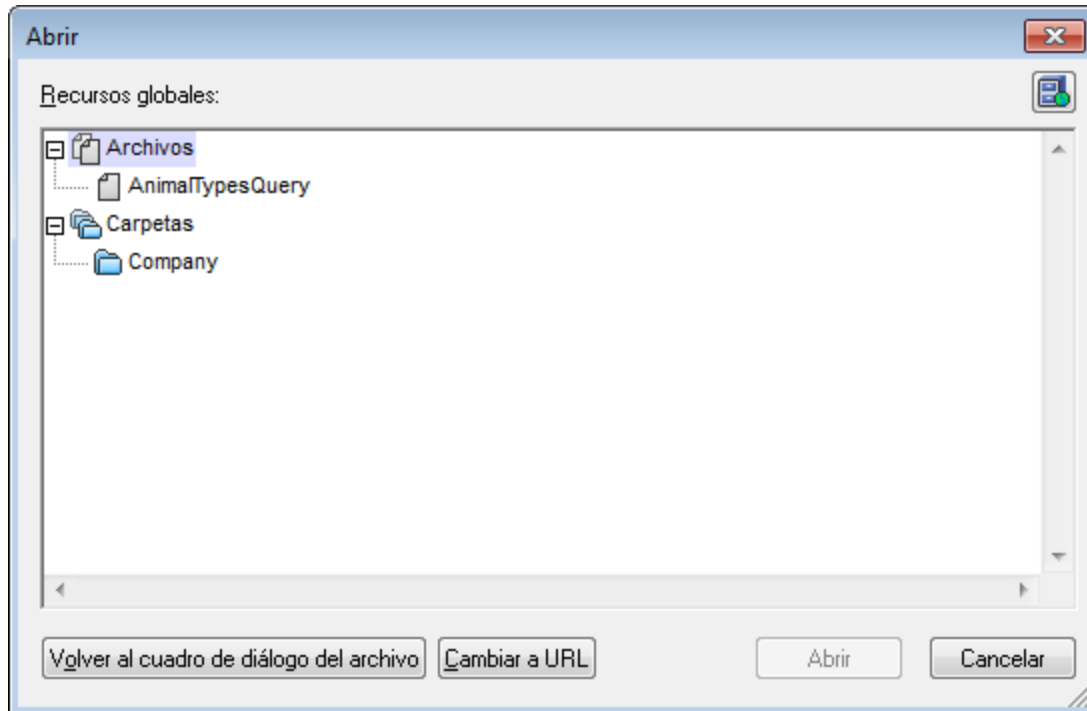 Abrir
Recursos globales:
Archivos
AnimalTypesQuery
Carpetas
Company
Volver al cuadro de diálogo del archivo Cambiar a URL Abrir Cancelar